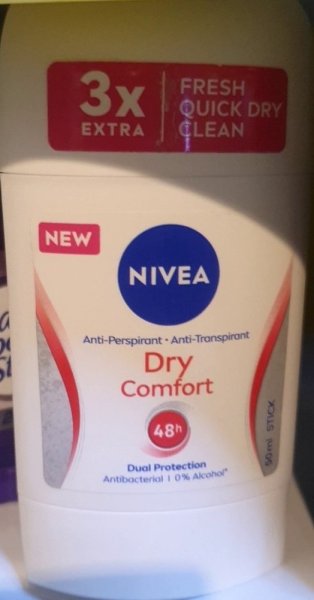 3x
EXTRA
FRESH
QUICK DRY
CLEAN
NEW
NIVEA
Anti-Perspirant • Anti-Transpirant
Dry
Comfort
48h
Dual Protection
Antibacterial I 0% Alcohol*
50ml STICK